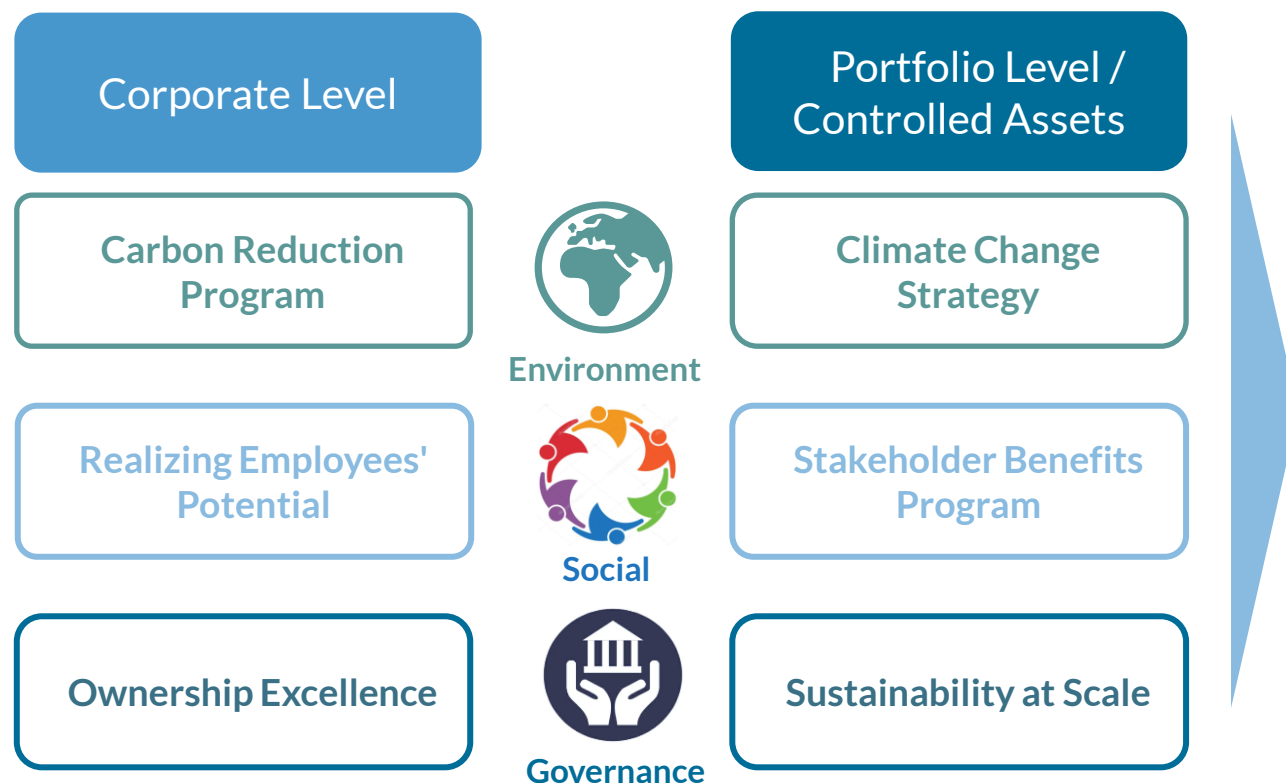 Corporate Level
Portfolio Level /
Controlled Assets
Carbon Reduction
Program
Environment
Climate Change
Strategy
Realizing Employees'
Potential
Social
Stakeholder Benefits
Program
Ownership Excellence
Governance
Sustainability at Scale